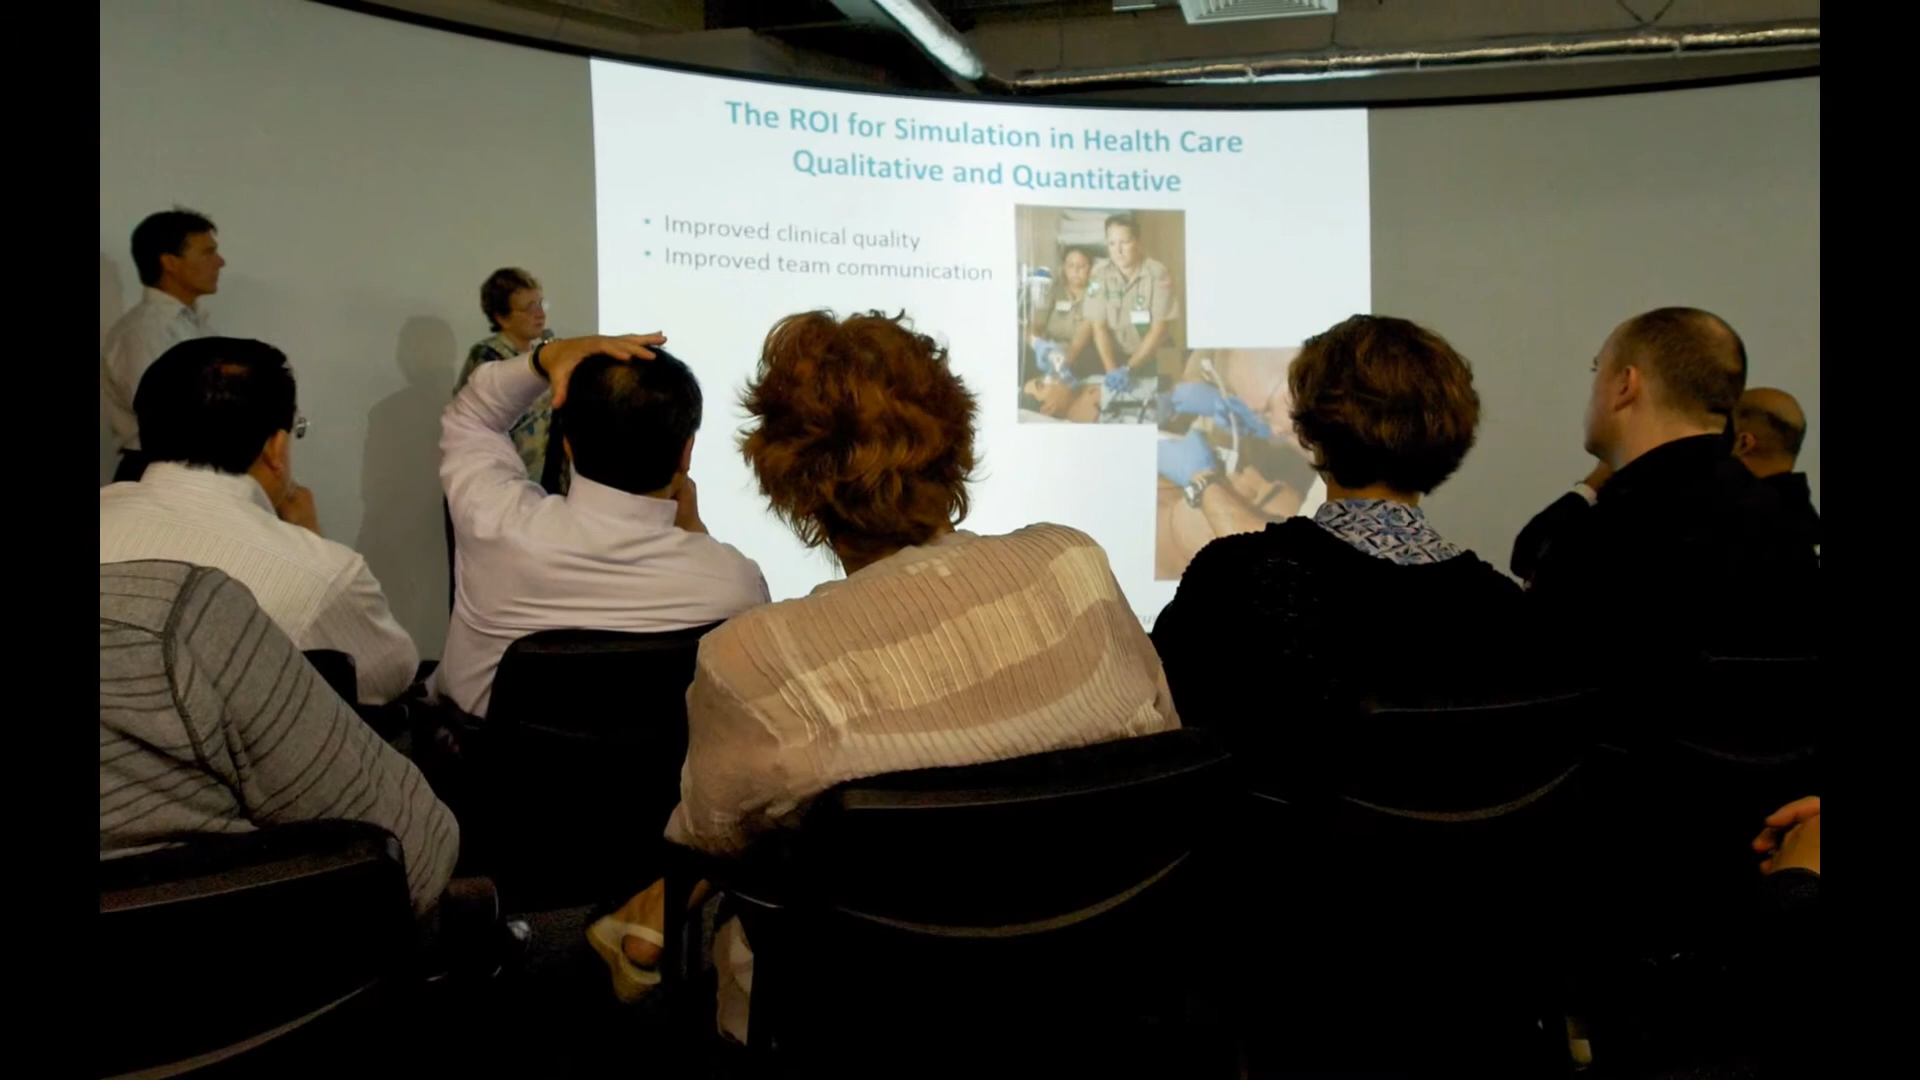 The ROI for Simulation in Health Care
Qualitative and Quantitative
• Improved clinical quality
• Improved team communication